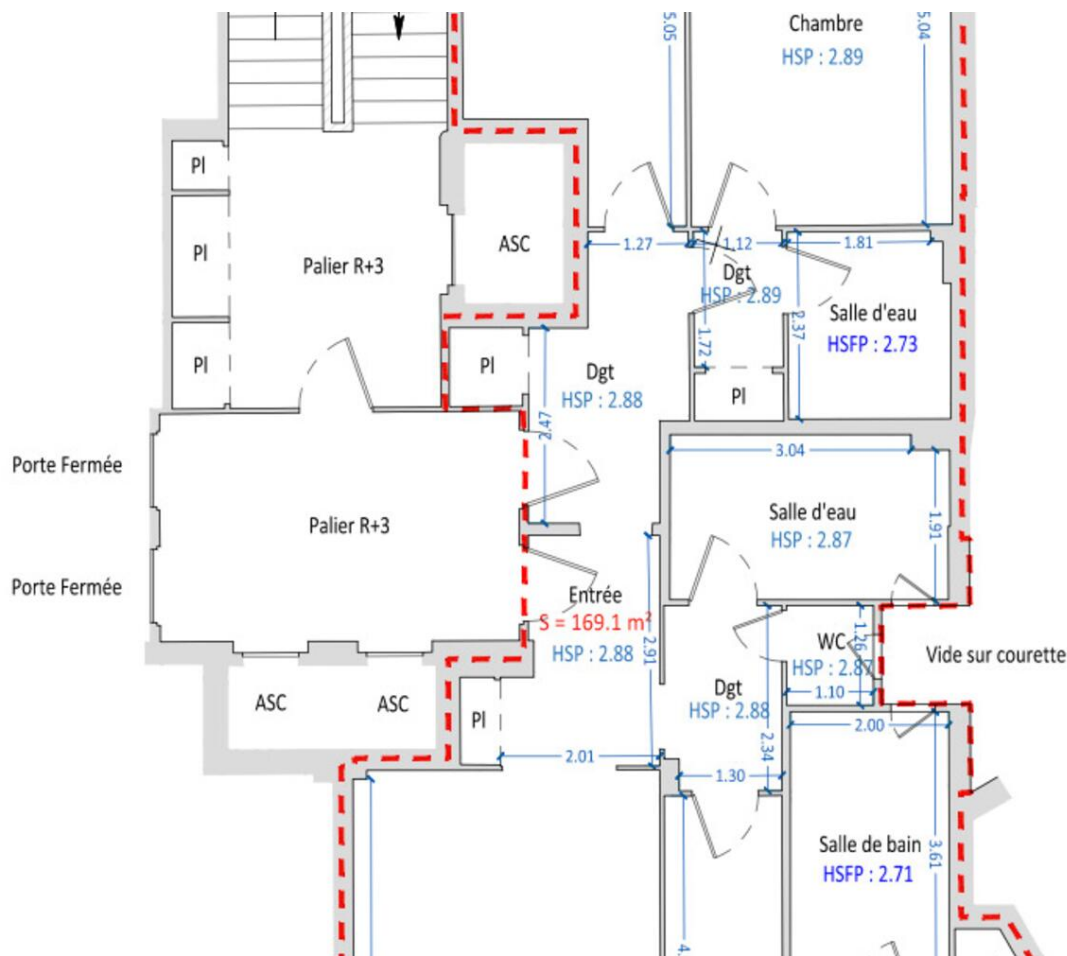 Chambre
HSP : 2.89
5.05
5.04
Pl
Pl
Palier R+3
ASC
1.27
1.12
1.81
Dgt
HSP : 2.89
Salle d'eau
HSFP : 2.73
1.72
2.37
Pl
Pl
Dgt
HSP : 2.88
Pl
2.47
3.04
Porte Fermée
Palier R+3
Salle d'eau
HSP : 2.87
1.91
Porte Fermée
Entrée
S = 169.1 m²
HSP : 2.88
2.91
WC
HSP : 2.87
1.26
1.10
Vide sur courette
ASC
ASC
Pl
Dgt
HSP : 2.88
2.34
2.00
2.01
1.30
Salle de bain
HSFP : 2.71
3.61